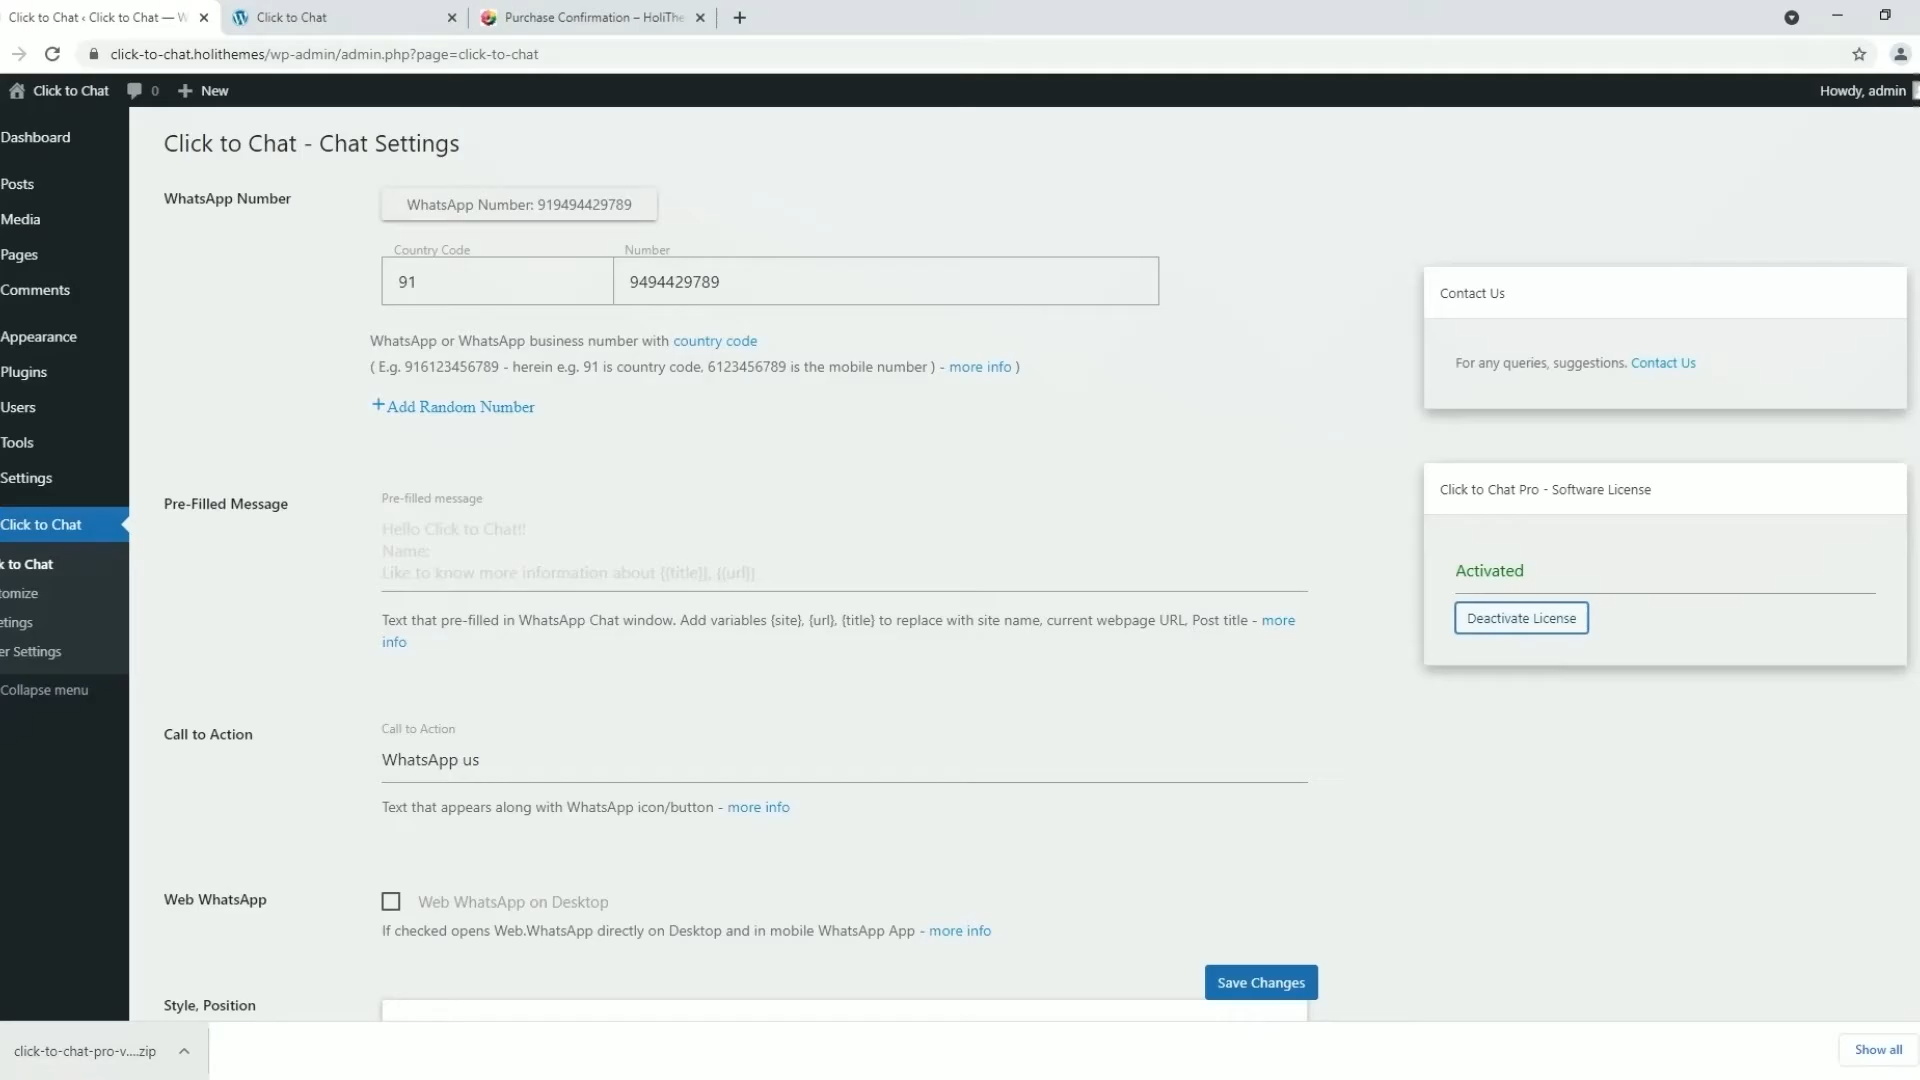 Click to Chat ‹ Click to Chat — W
Click to Chat
Purchase Confirmation – HoliThe
click-to-chat.holithemes/wp-admin/admin.php?page=click-to-chat
Click to Chat
0
New
Howdy, admin
Dashboard
Posts
Media
Pages
Comments
Appearance
Plugins
Users
Tools
Settings
Click to Chat
k to Chat
tomize
etings
er Settings
Collapse menu
Click to Chat - Chat Settings
WhatsApp Number
WhatsApp Number: 919494429789
Country Code
Number
91
9494429789
WhatsApp or WhatsApp business number with country code
( E.g. 916123456789 - herein e.g. 91 is country code, 6123456789 is the mobile number ) - more info )
+Add Random Number
Pre-Filled Message
Pre-filled message
Hello Click to Chat!!
Name:
Like to know more information about {{title}}, {{url}}
Text that pre-filled in WhatsApp Chat window. Add variables {site}, {url}, {title} to replace with site name, current webpage URL, Post title - more
info
Call to Action
Call to Action
WhatsApp us
Text that appears along with WhatsApp icon/button - more info
Web WhatsApp
Web WhatsApp on Desktop
If checked opens Web.WhatsApp directly on Desktop and in mobile WhatsApp App - more info
Save Changes
Style, Position
Contact Us
For any queries, suggestions. Contact Us
Click to Chat Pro - Software License
Activated
Deactivate License
click-to-chat-pro-v....zip
Show all